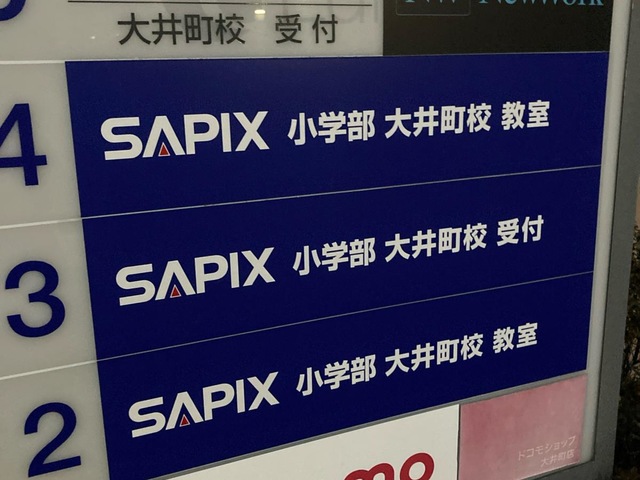 大井町校 受付
4 SAPIX 小学部 大井町校 教室
3 SAPIX 小学部 大井町校 受付
2 SAPIX 小学部 大井町校 教室
ドコモショップ
大井町店